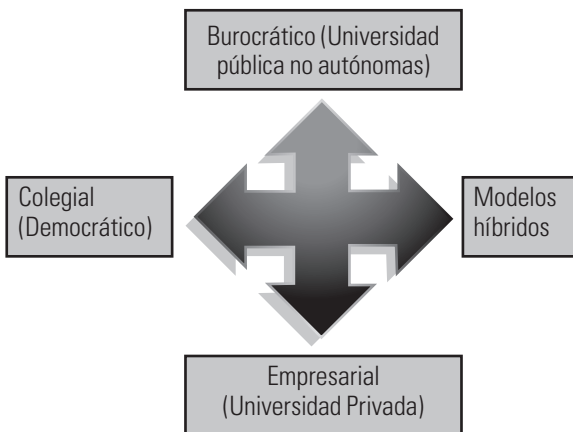 Burocrático (Universidad
pública no autónomas)
Colegial
(Democrático)
Modelos
híbridos
Empresarial
(Universidad Privada)